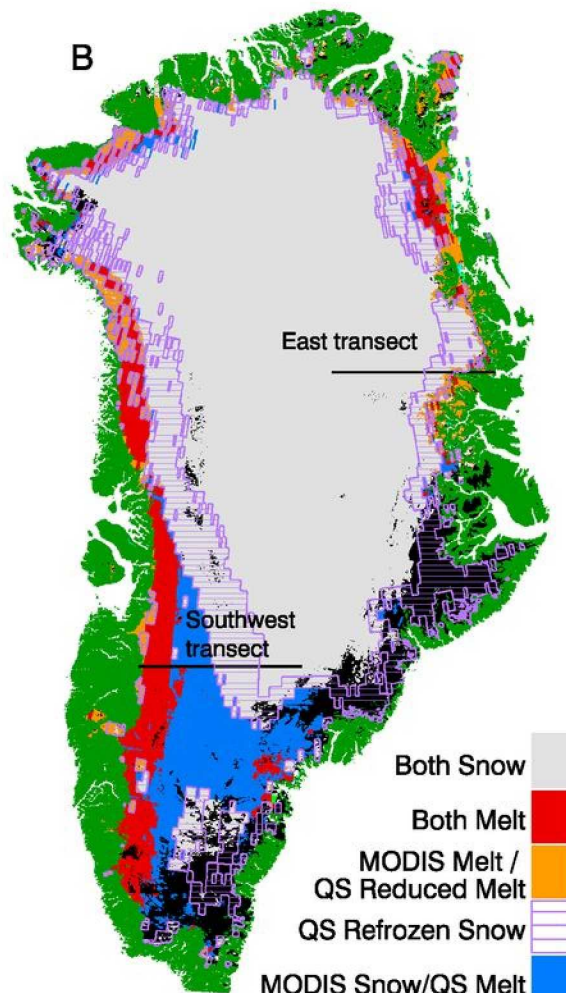 B
East transect
Southwest
transect
Both Snow
Both Melt
MODIS Melt /
QS Reduced Melt
QS Refrozen Snow
MODIS Snow/QS Melt